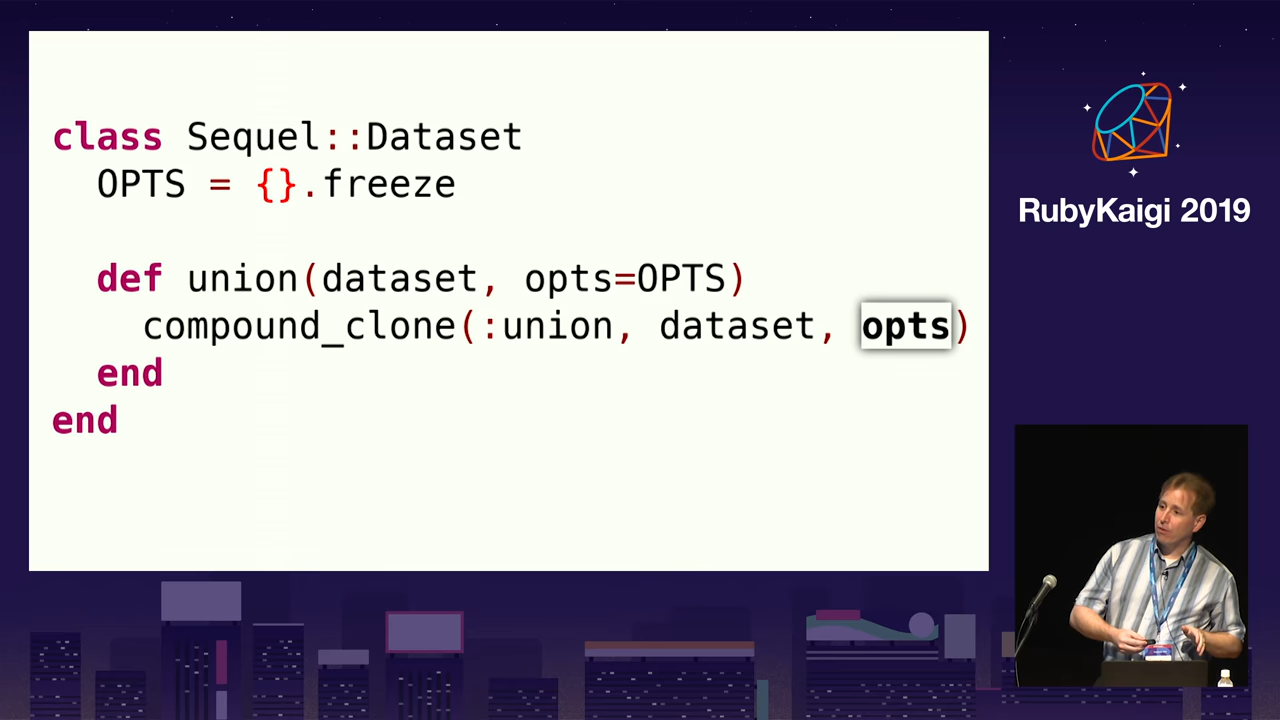 class Sequel::Dataset
  OPTS = {}.freeze
  def union(dataset, opts=OPTS)
    compound_clone(:union, dataset, opts)
  end
end
RubyKaigi 2019